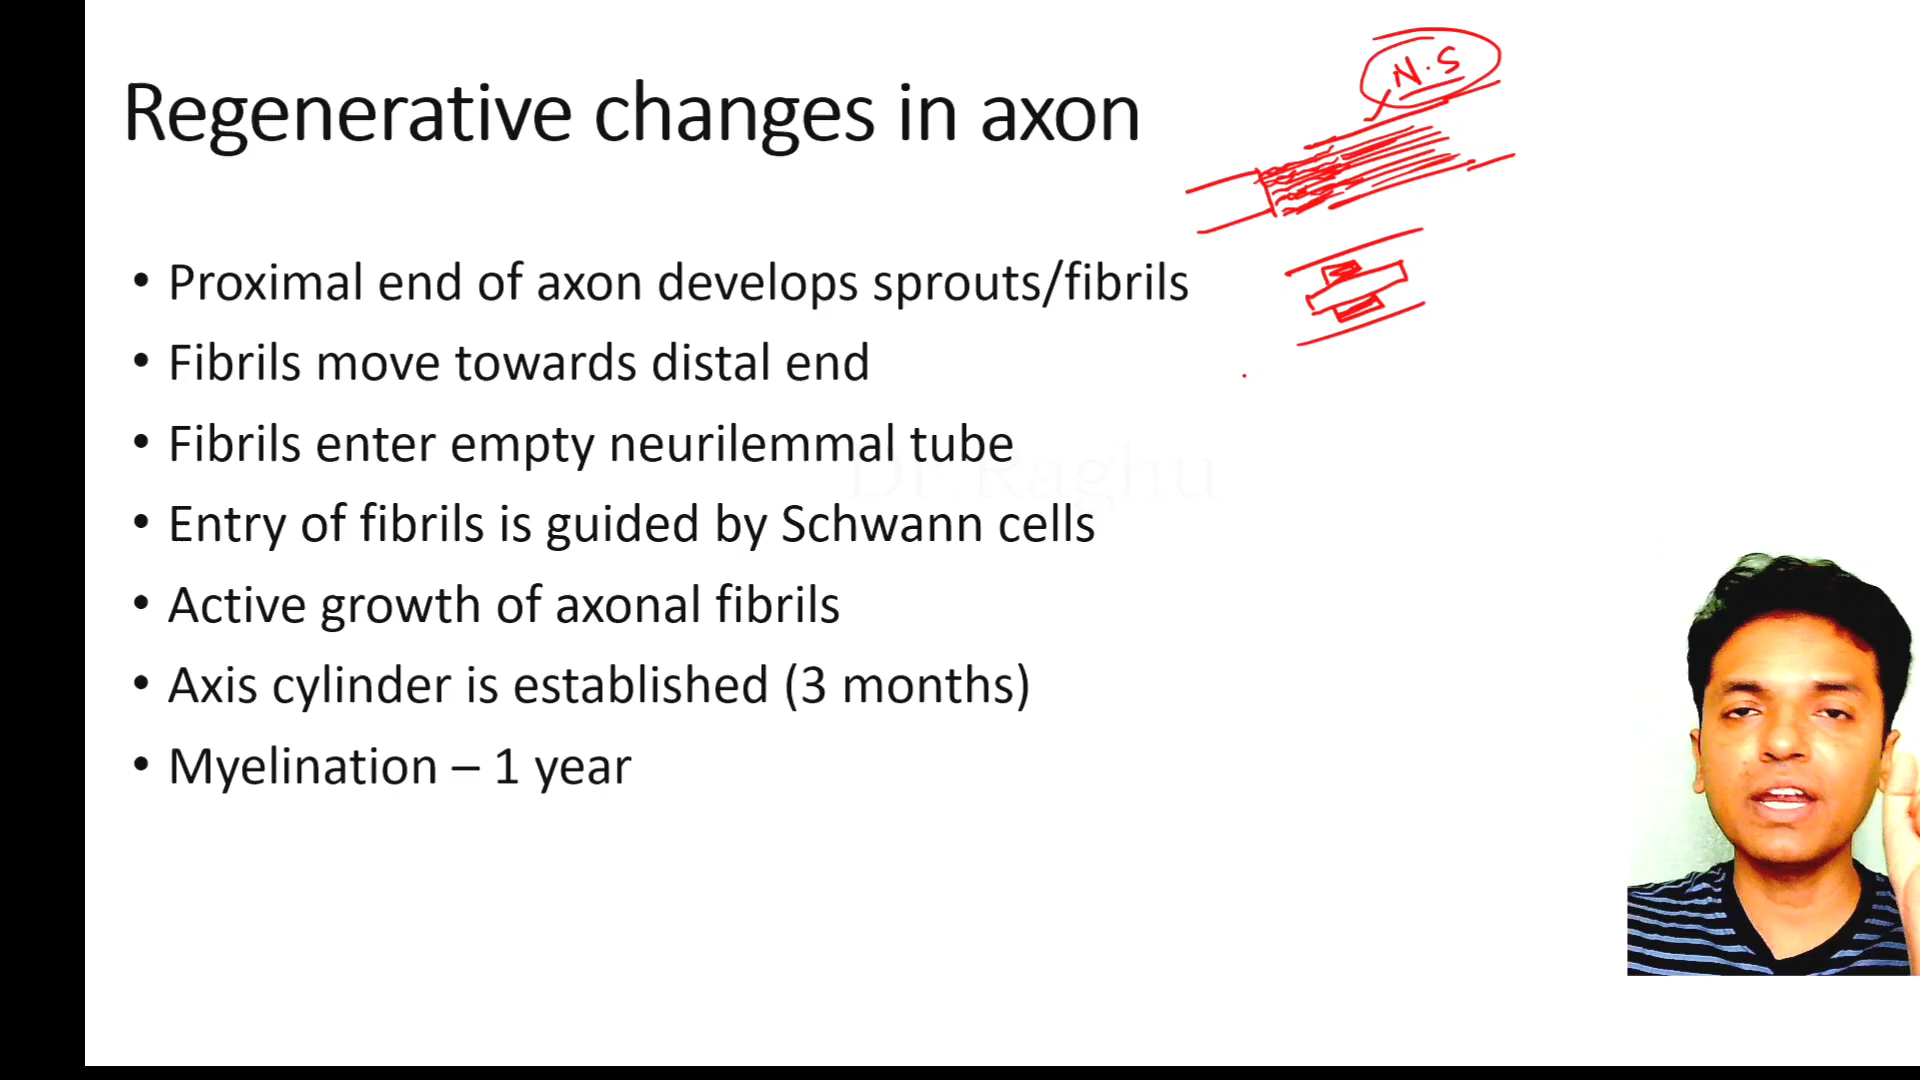 Regenerative changes in axon
N.S
• Proximal end of axon develops sprouts/fibrils
• Fibrils move towards distal end
• Fibrils enter empty neurilemmal tube
Dr.Raghu
• Entry of fibrils is guided by Schwann cells
• Active growth of axonal fibrils
• Axis cylinder is established (3 months)
• Myelination – 1 year